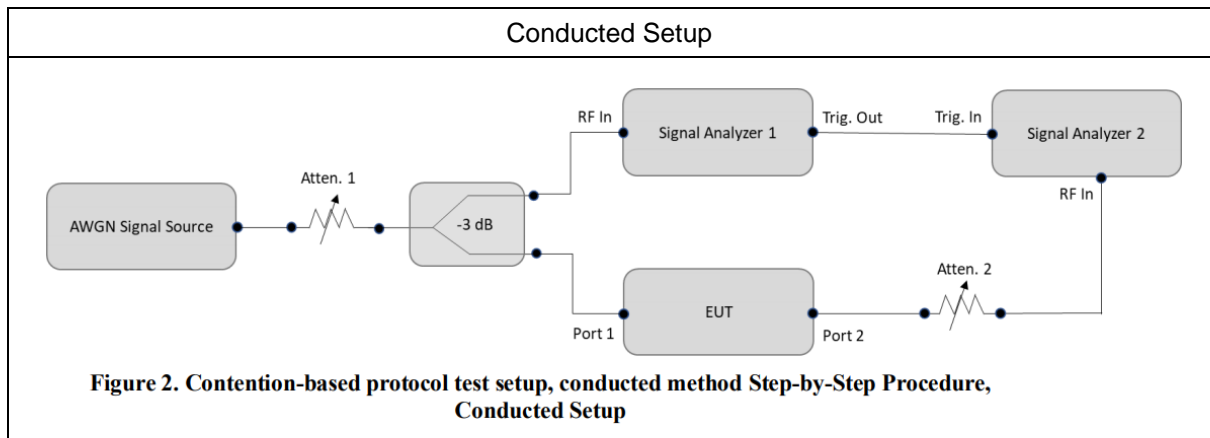 Conducted Setup
RF In
Signal Analyzer 1
Trig. Out
Trig. In
Signal Analyzer 2
RF In
Atten. 1
AWGN Signal Source
-3 dB
Atten. 2
EUT
Port 1
Port 2
Figure 2. Contention-based protocol test setup, conducted method Step-by-Step Procedure,
Conducted Setup